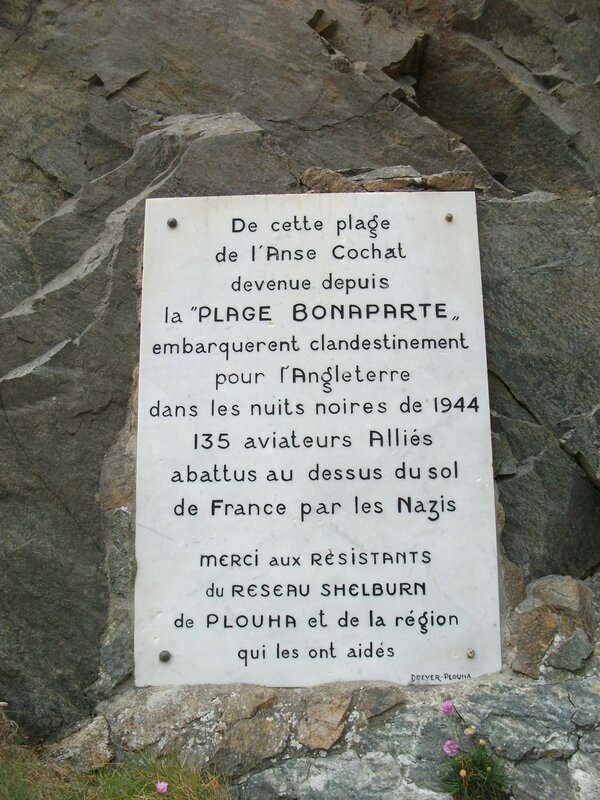 De cette plage
de l'Anse Cochat
devenue depuis
la "PLAGE BONAPARTE„
embarquerent clandestinement
pour l'Angleterre
dans les nuits noires de 1944
135 aviateurs Alliés
abattus au dessus du sol
de France par les Nazis
MERCI aux RÉSISTANTS
du RESEAU SHELBURN
de PLOUHA et de la région
qui les ont aidés
DREYER-PLOUHA